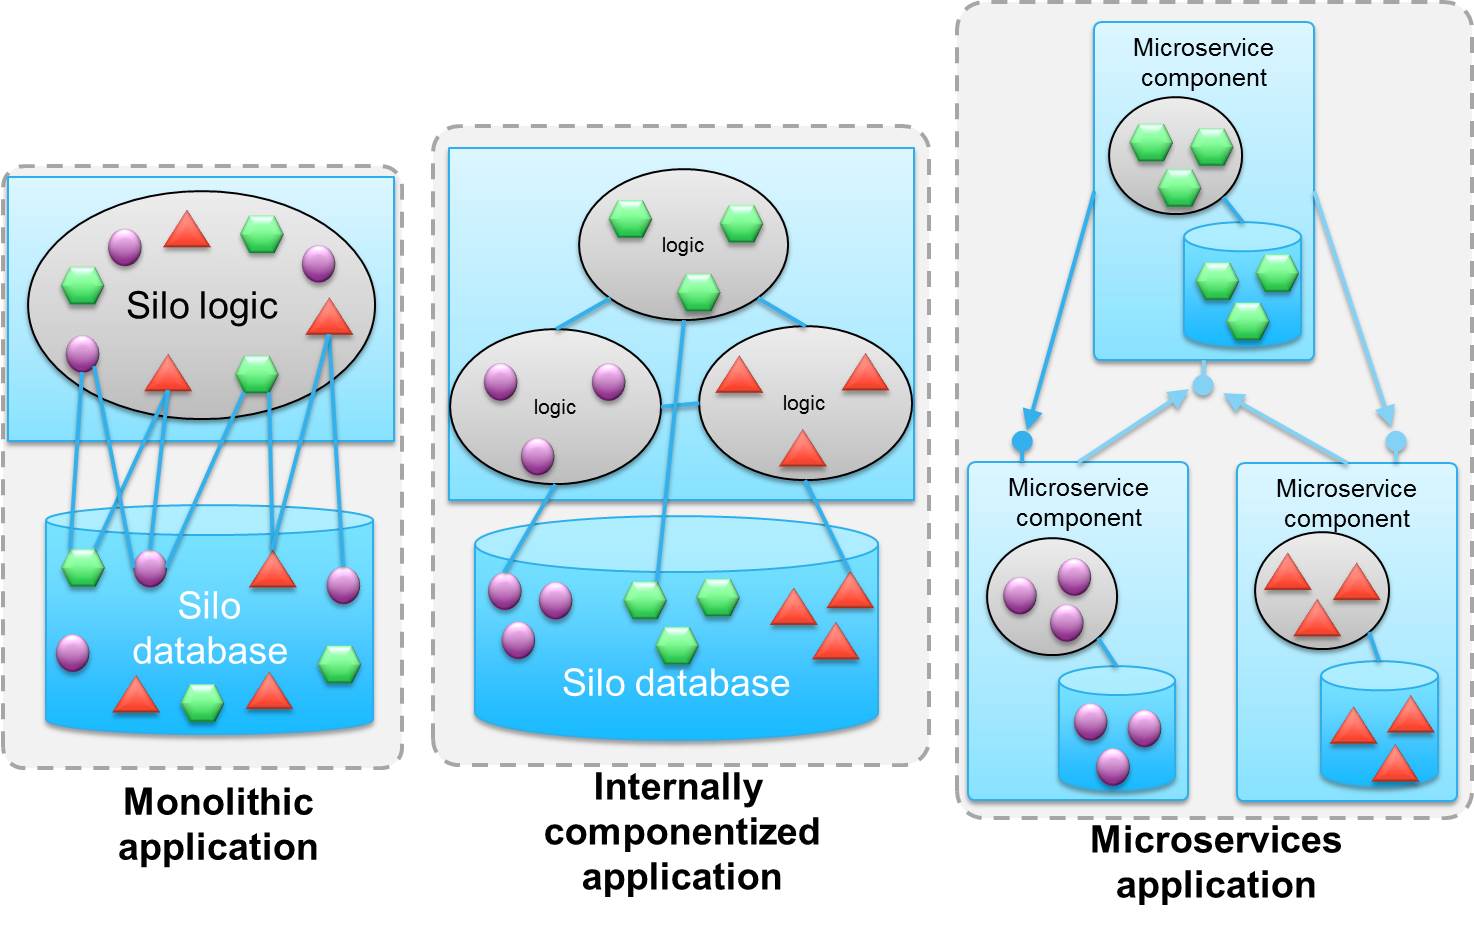 Silo logic
Silo
database
Monolithic
application
logic
logic
logic
Silo database
Internally
componentized
application
Microservice
component
Microservice
component
Microservice
component
Microservices
application